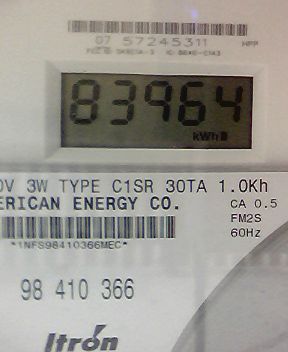 07 57245311
83964
kWh
0V 3W TYPE C1SR 30TA 1.0Kh
ERICAN ENERGY CO.
CA 0.5
FM2S
60Hz
*1NFS98410366MEC*
98 410 366
Itrón